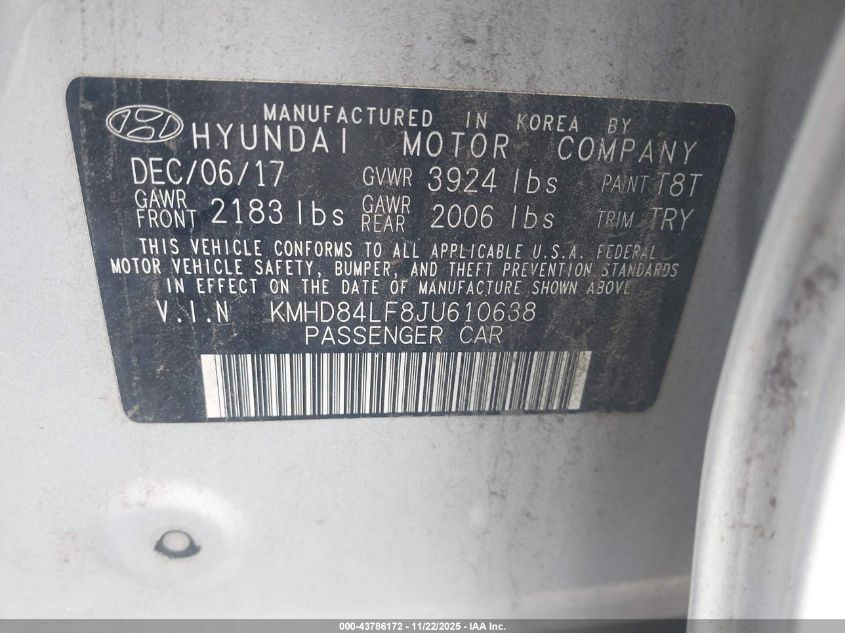 MANUFACTURED IN KOREA BY
HYUNDAI MOTOR COMPANY
DEC/06/17 GVWR 3924 lbs PAINT T8T
GAWR FRONT 2183 lbs GAWR REAR 2006 lbs TRIM TRY
THIS VEHICLE CONFORMS TO ALL APPLICABLE U.S.A. FEDERAL
MOTOR VEHICLE SAFETY, BUMPER, AND THEFT PREVENTION STANDARDS
IN EFFECT ON THE DATE OF MANUFACTURE SHOWN ABOVE.
V.I.N KMHD84LF8JU610638
PASSENGER CAR
000-43786172 - 11/22/2025 - IAA Inc.